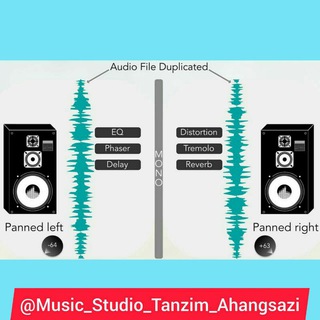 Audio File Duplicated
EQ
Phaser
Delay
MONO
Distortion
Tremolo
Reverb
Panned left
-64
Panned right
+63
@Music_Studio_Tanzim_Ahangsazi